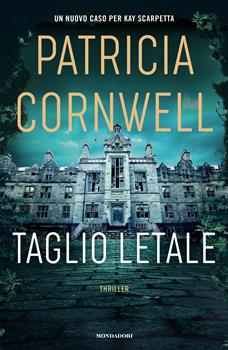 UN NUOVO CASO PER KAY SCARPETTA
PATRICIA
CORNWELL
TAGLIO LETALE
THRILLER
MONDADORI